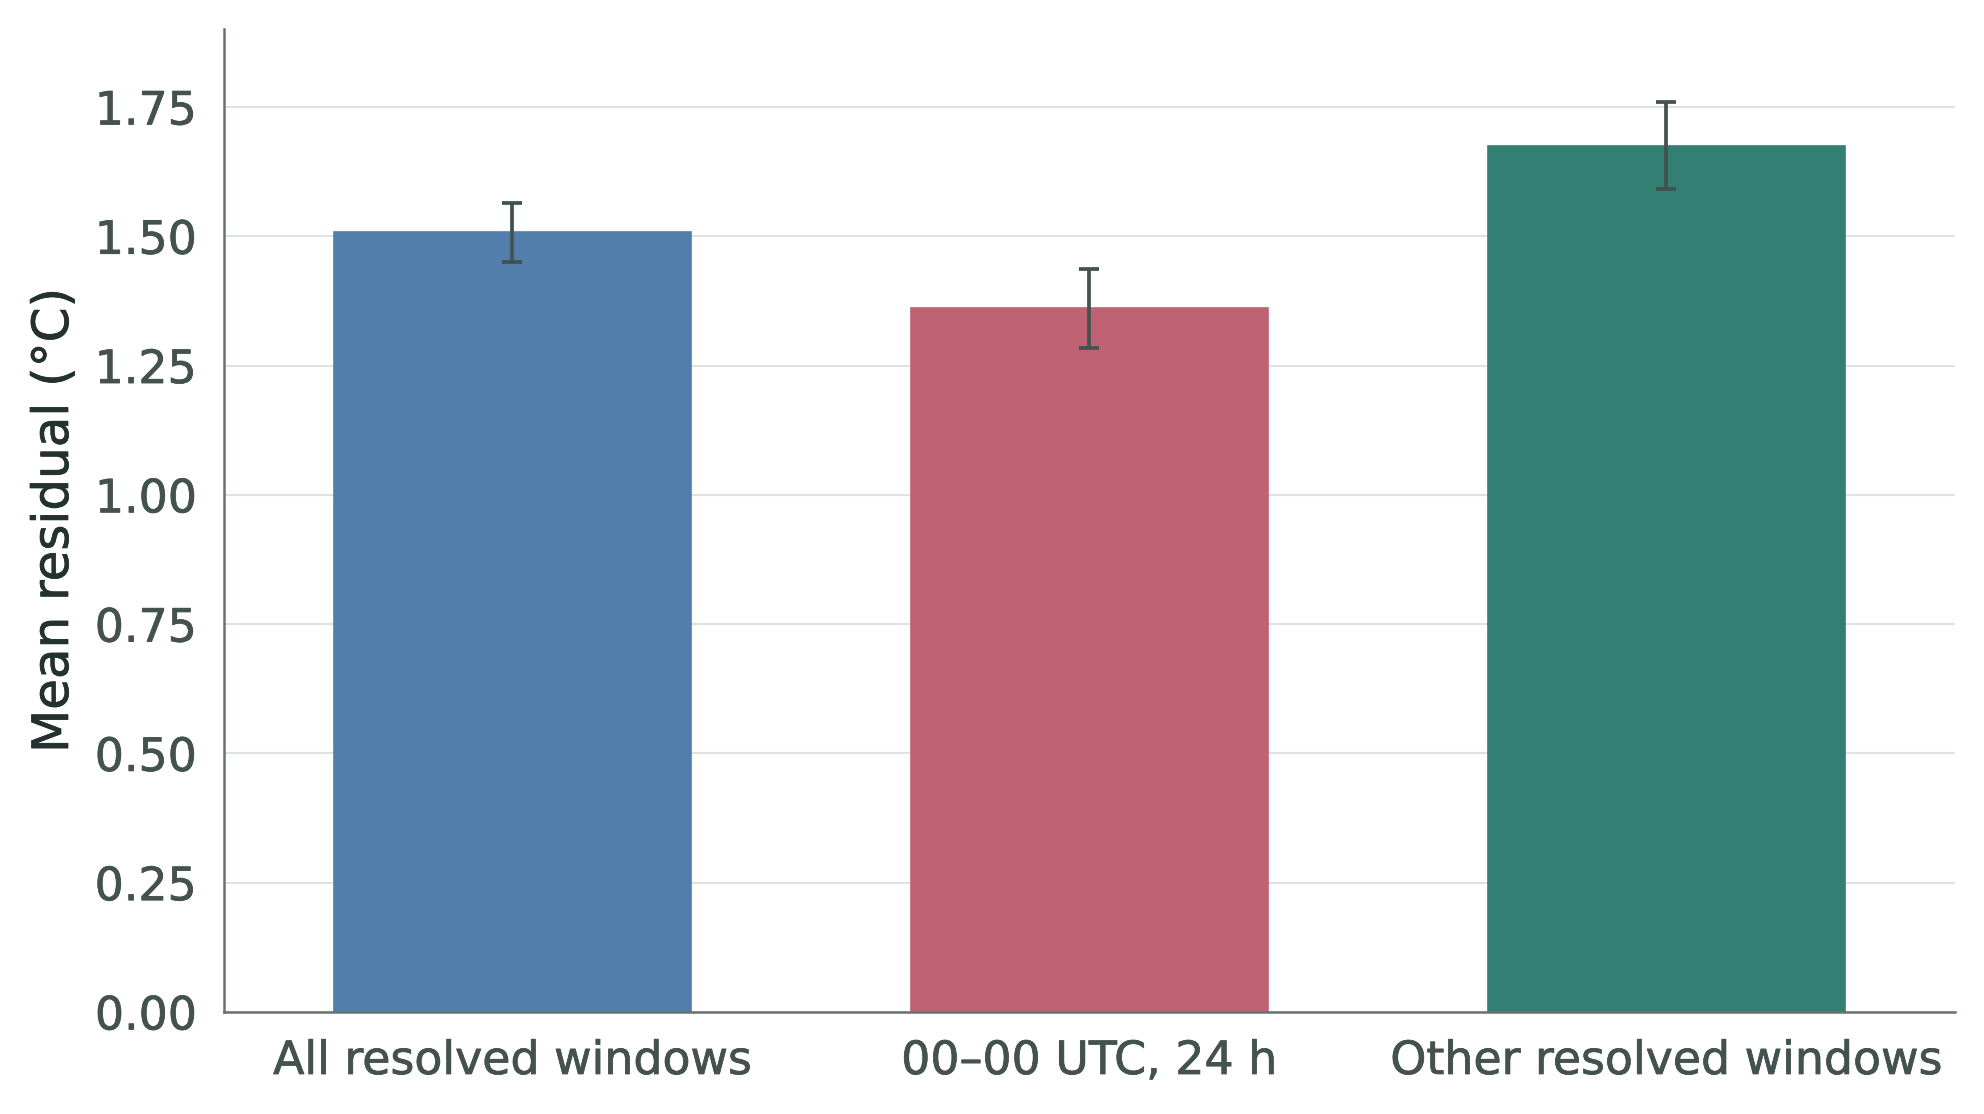 Mean residual (°C)
1.75
1.50
1.25
1.00
0.75
0.50
0.25
0.00
All resolved windows
00–00 UTC, 24 h
Other resolved windows